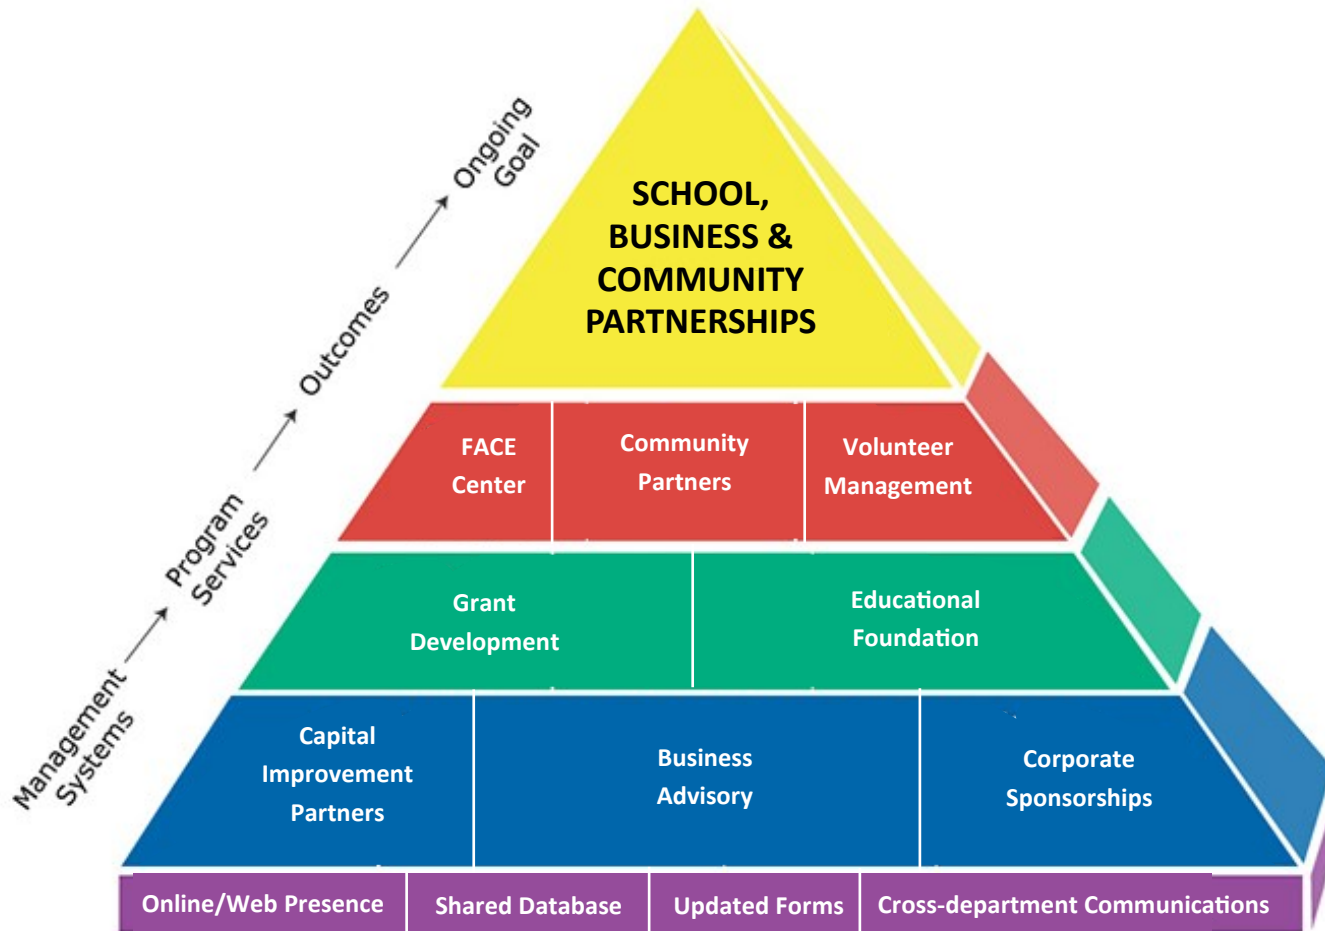 SCHOOL,
BUSINESS &
COMMUNITY
PARTNERSHIPS
Ongoing
Goal
Outcomes
Program
Services
Management
Systems
FACE
Center
Community
Partners
Volunteer
Management
Grant
Development
Educational
Foundation
Capital
Improvement
Partners
Business
Advisory
Corporate
Sponsorships
Online/Web Presence
Shared Database
Updated Forms
Cross-department Communications